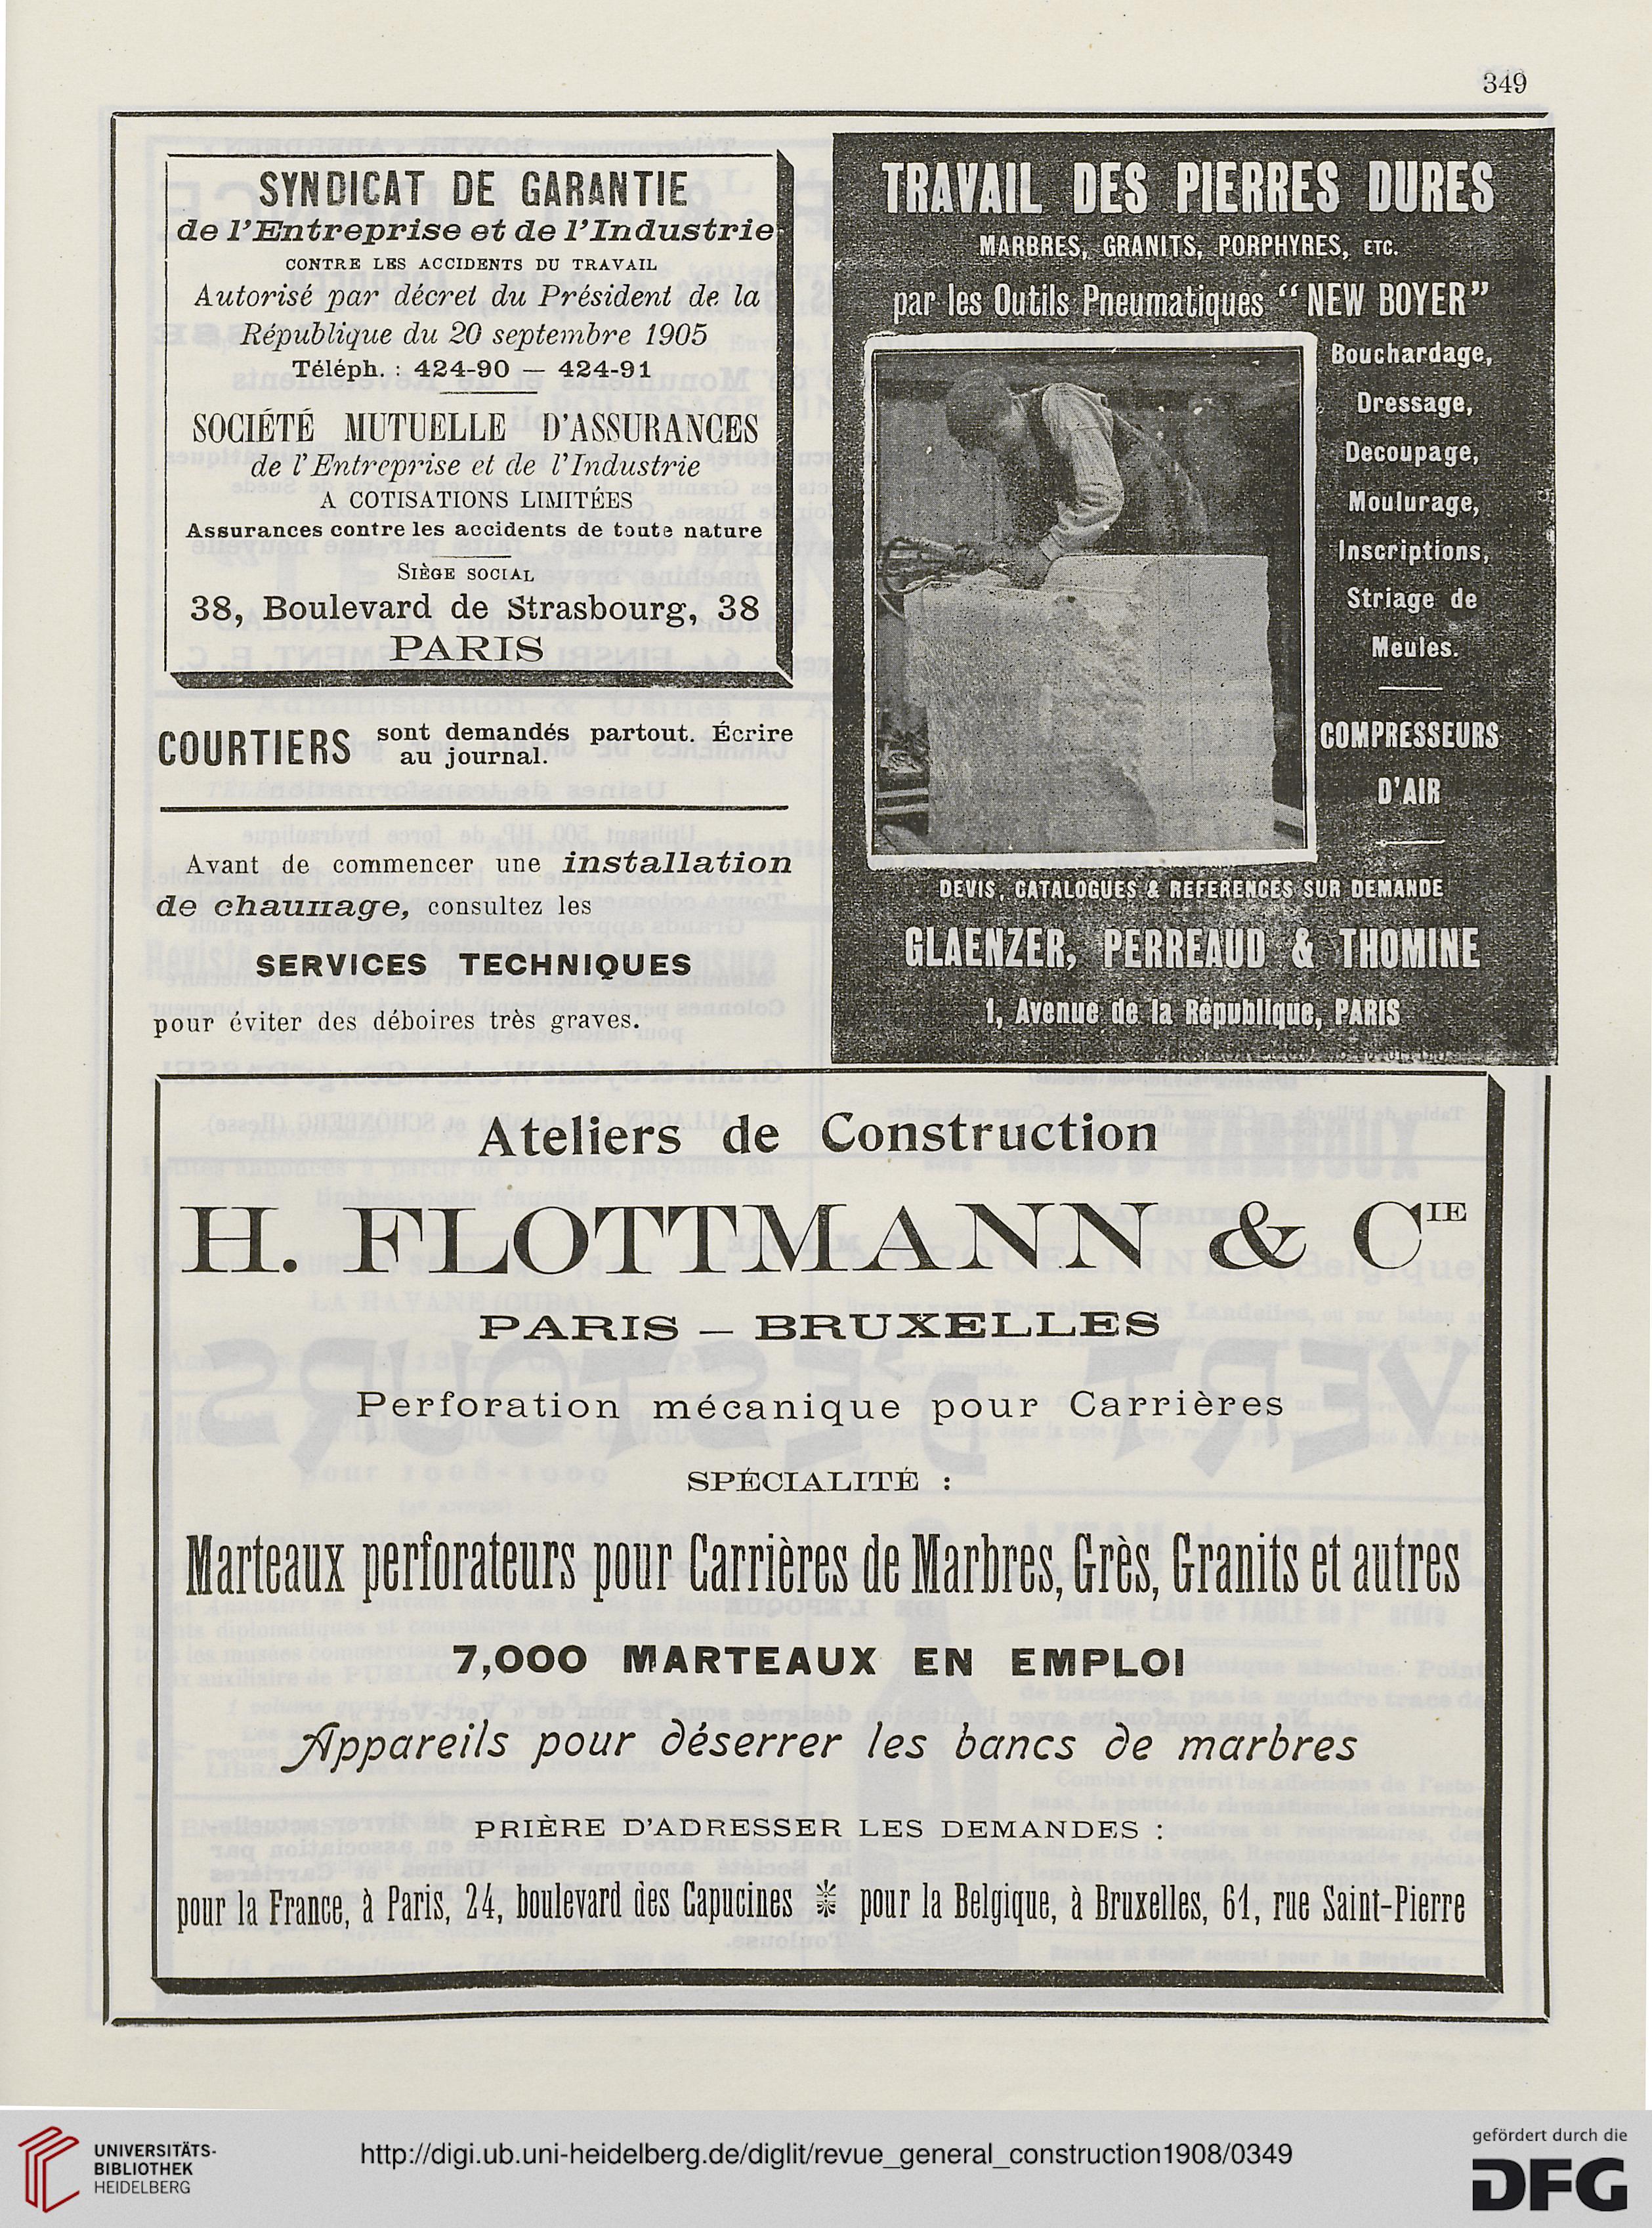 349
SYNDICAT DE GARANTIE
de l'Entreprise et de l'Industrie
CONTRE LES ACCIDENTS DU TRAVAIL
Autorisé par décret du Président de la
République du 20 septembre 1905
Téléph. : 424-90 — 424-91
SOCIÉTÉ MUTUELLE D'ASSURANCES
de l'Entreprise et de l'Industrie
A COTISATIONS LIMITÉES
Assurances contre les accidents de toute nature
SIÈGE SOCIAL
38, Boulevard de Strasbourg, 38
PARIS
COURTIERS sont demandés partout. Écrire
au journal.
Avant de commencer une installation
de chauffage, consultez les
SERVICES TECHNIQUES
pour éviter des déboires très graves.
TRAVAIL DES PIERRES DURES
MARBRES, GRANITS, PORPHYRES, ETC.
par les Outils Pneumatiques "NEW BOYER"
Bouchardage,
Dressage,
Decoupage,
Moulurage,
Inscriptions,
Striage de
Meules.
COMPRESSEURS
D'AIR
DEVIS, CATALOGUES & REFERENCES SUR DEMANDE
GLAENZER, PERREAUD & THOMINE
1, Avenue de la République, PARIS
Ateliers de Construction
H. FLOTTMANN & CIE
PARIS — BRUXELLES
Perforation mécanique pour Carrières
SPÉCIALITÉ :
Marteaux perforateurs pour Carrières de Marbres, Grès, Granits et autres
7,000 MARTEAUX EN EMPLOI
Appareils pour déserrer les bancs de marbres
PRIÈRE D'ADRESSER LES DEMANDES :
pour la France, à Paris, 24, boulevard des Capucines ⁂ pour la Belgique, à Bruxelles, 61, rue Saint-Pierre
UNIVERSITÄTS-
BIBLIOTHEK
HEIDELBERG
http://digi.ub.uni-heidelberg.de/diglit/revue_general_construction1908/0349
gefördert durch die
DFG